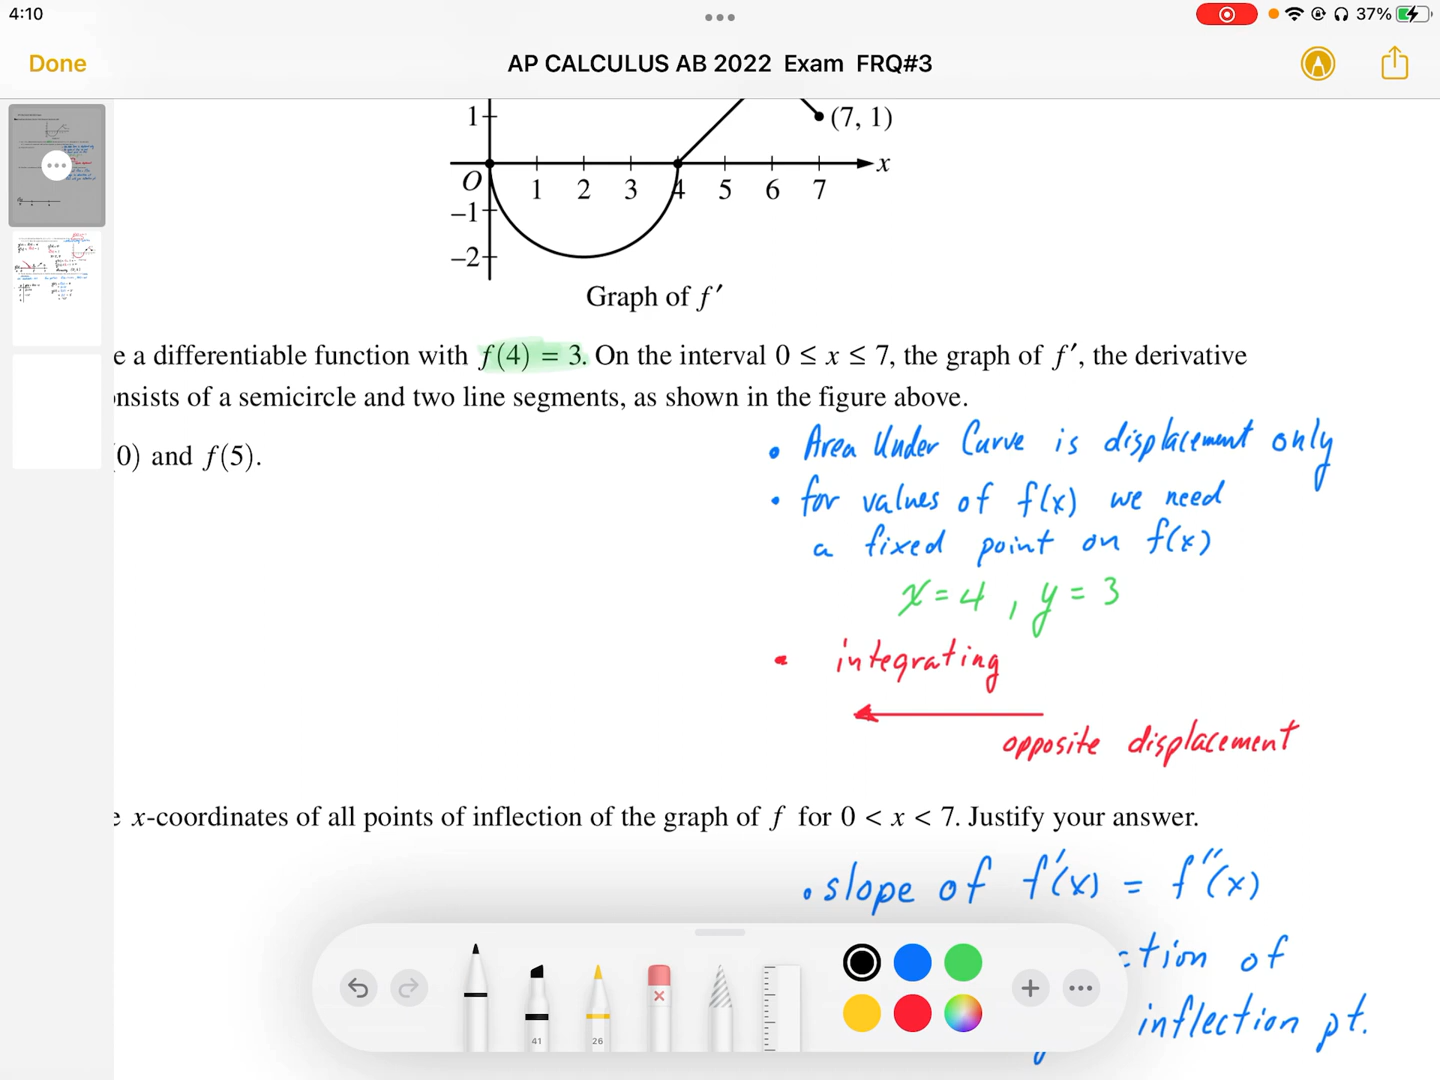 4:10
37%
Done
AP CALCULUS AB 2022 Exam FRQ#3
1
(7, 1)
x
O
1 2 3 4 5 6 7
–1
–2
Graph of f′
e a differentiable function with f(4) = 3. On the interval 0 ≤ x ≤ 7, the graph of f′, the derivative
nsists of a semicircle and two line segments, as shown in the figure above.
(0) and f(5).
• Area Under Curve is displacement only
• for values of f(x) we need
a fixed point on f(x)
x = 4 , y = 3
• integrating
opposite displacement
e x-coordinates of all points of inflection of the graph of f for 0 < x < 7. Justify your answer.
• slope of f′(x) = f″(x)
ction of
inflection pt.
41
26